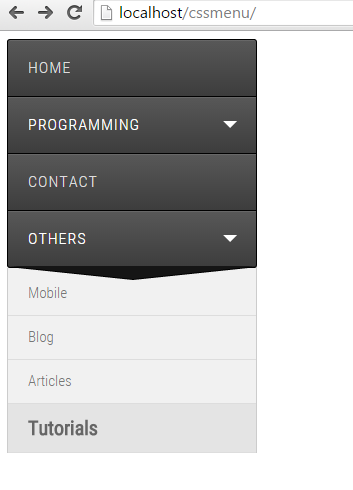 localhost/cssmenu/
HOME
PROGRAMMING
CONTACT
OTHERS
Mobile
Blog
Articles
Tutorials